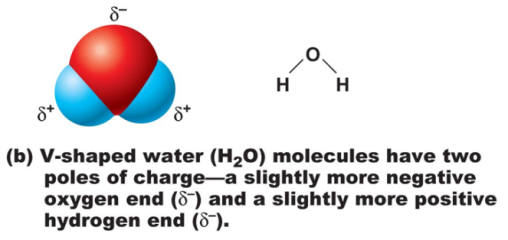 δ⁻
δ⁺
δ⁺
O
H H
(b) V-shaped water (H₂O) molecules have two
poles of charge—a slightly more negative
oxygen end (δ⁻) and a slightly more positive
hydrogen end (δ⁻).